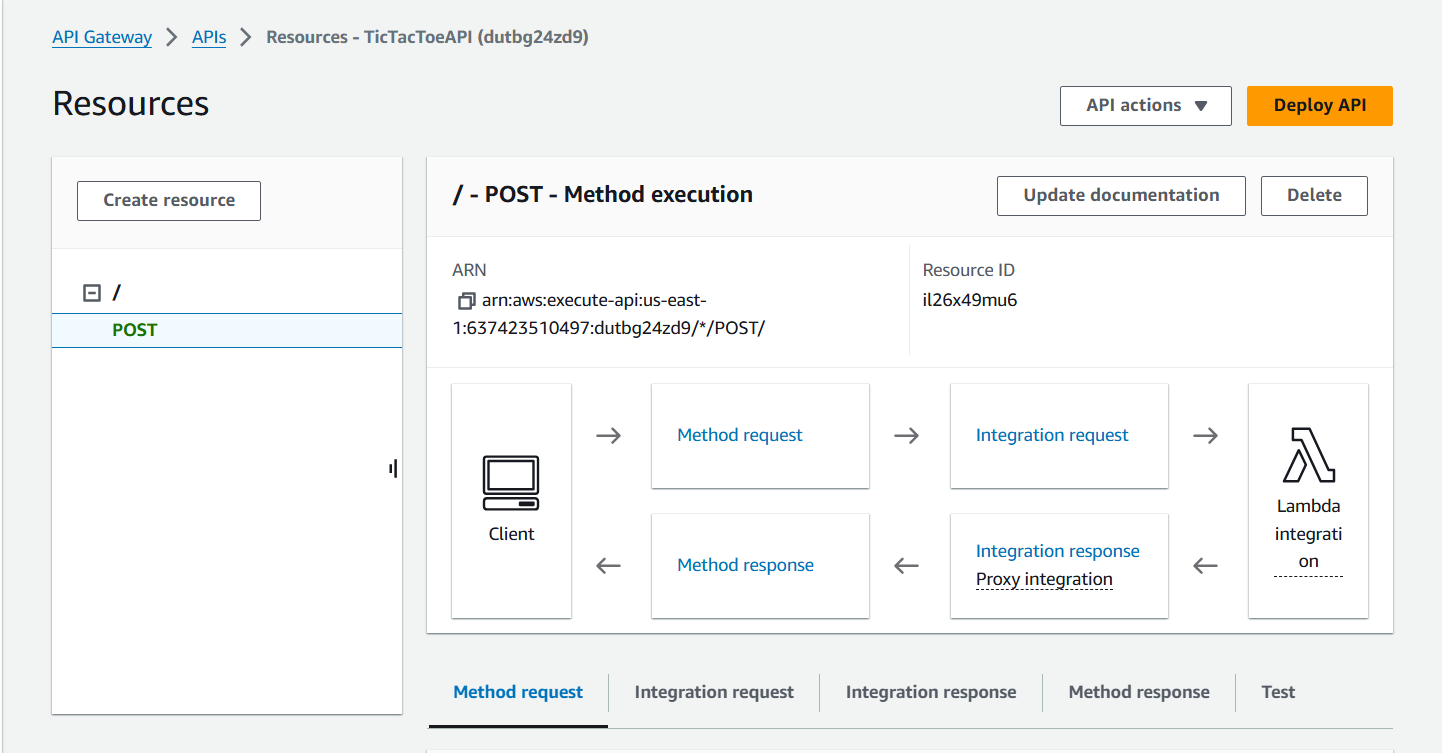 API Gateway > APIs > Resources - TicTacToeAPI (dutbg24zd9)
Resources
API actions ▼
Deploy API
Create resource
/
POST
/ - POST - Method execution
Update documentation
Delete
ARN
arn:aws:execute-api:us-east-
1:637423510497:dutbg24zd9/*/POST/
Resource ID
il26x49mu6
Client
Method request
Integration request
Lambda
integrati
on
Method response
Integration response
Proxy integration
Method request
Integration request
Integration response
Method response
Test